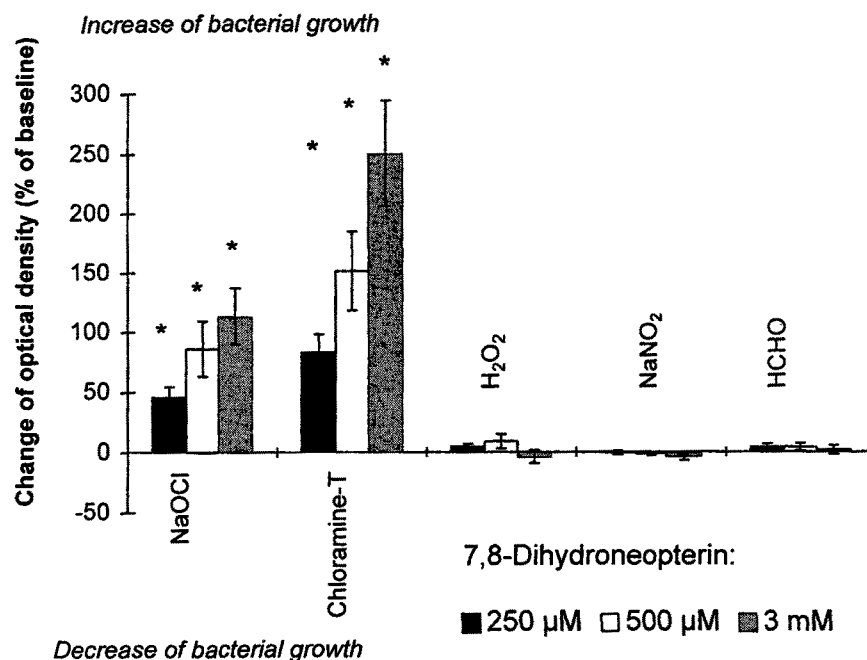 Increase of bacterial growth
Change of optical density (% of baseline)
300
250
200
150
100
50
0
-50
* * * * * *
NaOCl
Chloramine-T
H₂O₂
NaNO₂
HCHO
7,8-Dihydroneopterin:
250 µM 500 µM 3 mM
Decrease of bacterial growth